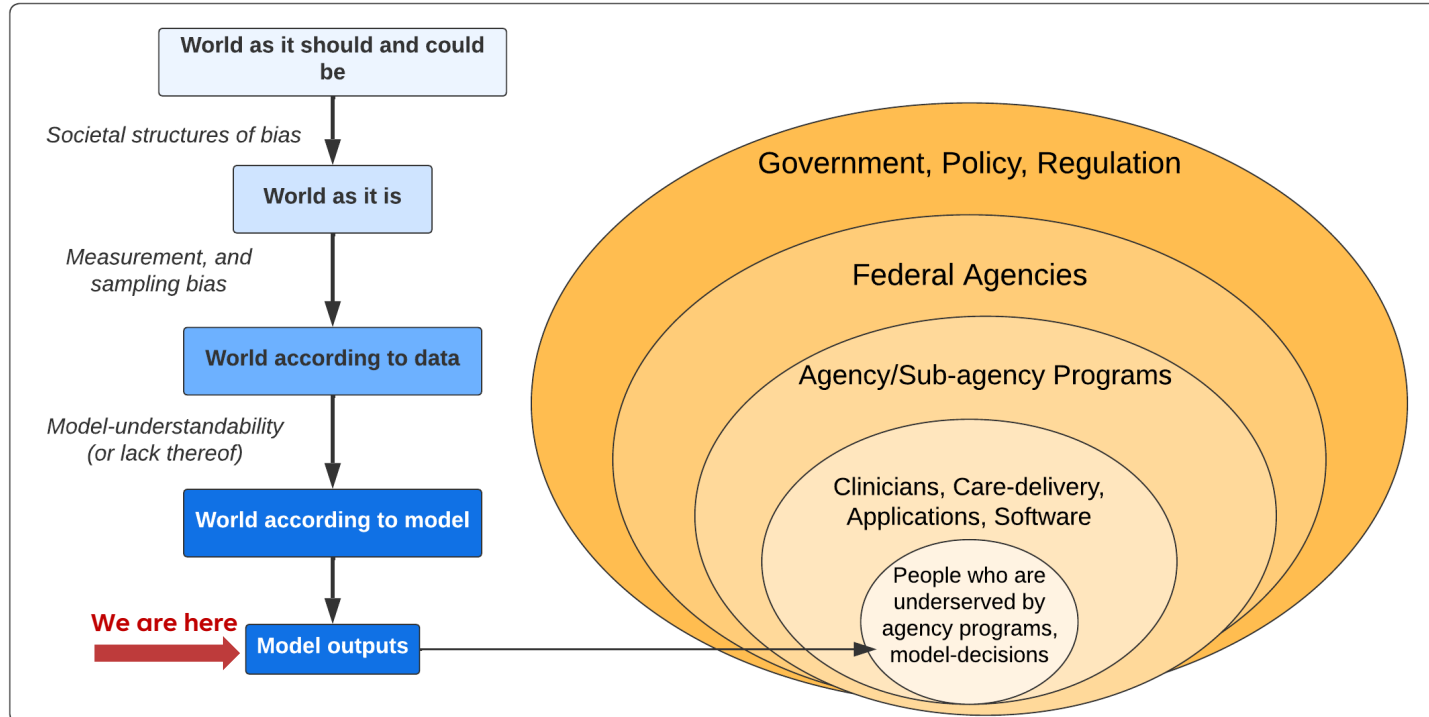 World as it should and could
be
Societal structures of bias
World as it is
Measurement, and
sampling bias
World according to data
Model-understandability
(or lack thereof)
World according to model
We are here
Model outputs
Government, Policy, Regulation
Federal Agencies
Agency/Sub-agency Programs
Clinicians, Care-delivery,
Applications, Software
People who are
underserved by
agency programs,
model-decisions